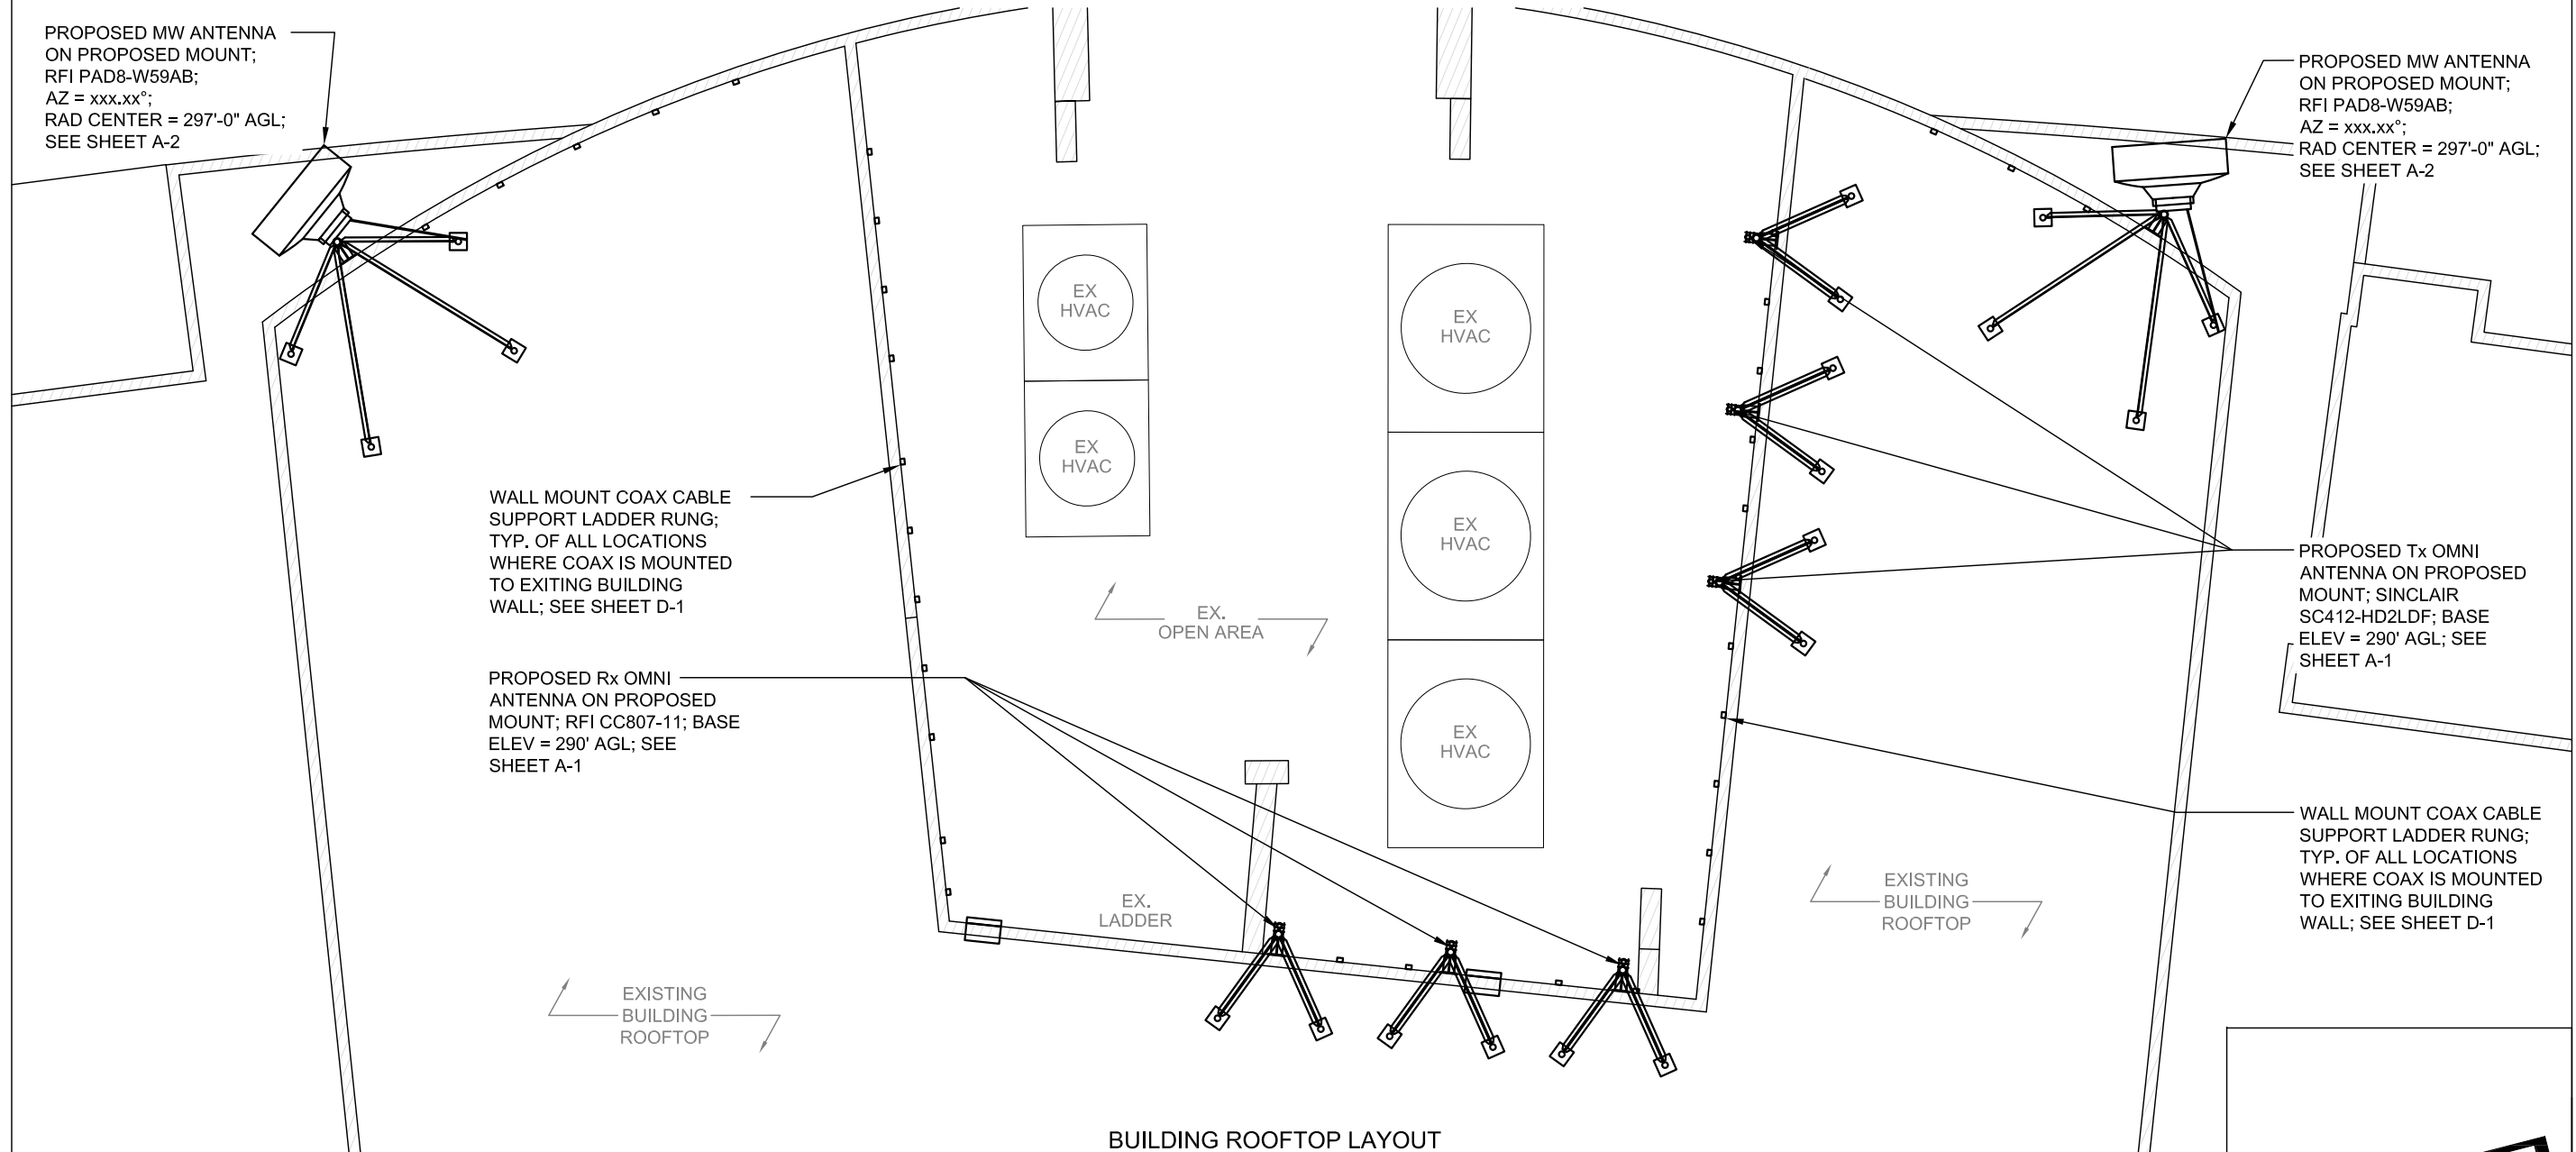 PROPOSED MW ANTENNA
ON PROPOSED MOUNT;
RFI PAD8-W59AB;
AZ = xxx.xx°;
RAD CENTER = 297'-0" AGL;
SEE SHEET A-2
PROPOSED MW ANTENNA
ON PROPOSED MOUNT;
RFI PAD8-W59AB;
AZ = xxx.xx°;
RAD CENTER = 297'-0" AGL;
SEE SHEET A-2
EX
HVAC
EX
HVAC
EX
HVAC
EX
HVAC
EX
HVAC
WALL MOUNT COAX CABLE
SUPPORT LADDER RUNG;
TYP. OF ALL LOCATIONS
WHERE COAX IS MOUNTED
TO EXITING BUILDING
WALL; SEE SHEET D-1
EX.
OPEN AREA
PROPOSED Tx OMNI
ANTENNA ON PROPOSED
MOUNT; SINCLAIR
SC412-HD2LDF; BASE
ELEV = 290' AGL; SEE
SHEET A-1
PROPOSED Rx OMNI
ANTENNA ON PROPOSED
MOUNT; RFI CC807-11; BASE
ELEV = 290' AGL; SEE
SHEET A-1
WALL MOUNT COAX CABLE
SUPPORT LADDER RUNG;
TYP. OF ALL LOCATIONS
WHERE COAX IS MOUNTED
TO EXITING BUILDING
WALL; SEE SHEET D-1
EX.
LADDER
EXISTING
BUILDING
ROOFTOP
EXISTING
BUILDING
ROOFTOP
BUILDING ROOFTOP LAYOUT